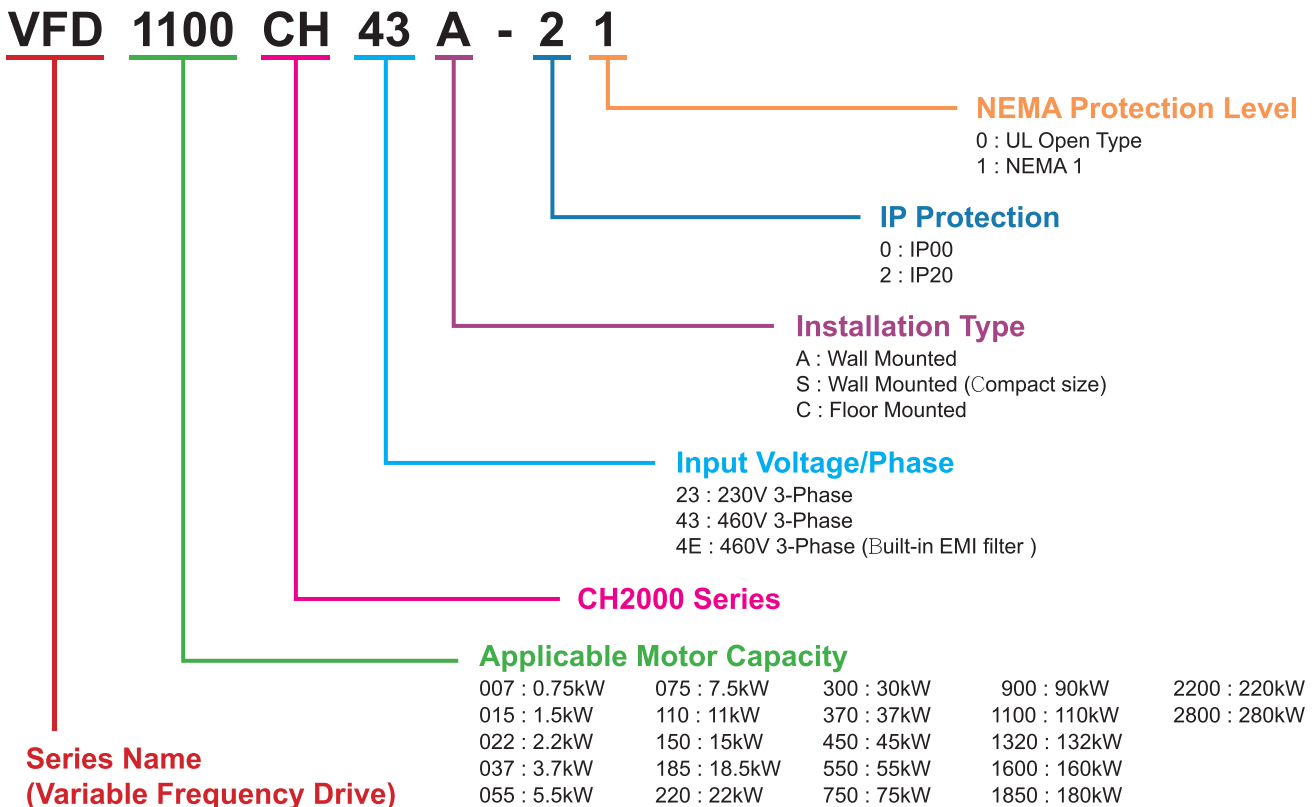 VFD 1100 CH 43 A - 2 1
NEMA Protection Level
0 : UL Open Type
1 : NEMA 1
IP Protection
0 : IP00
2 : IP20
Installation Type
A : Wall Mounted
S : Wall Mounted (Compact size)
C : Floor Mounted
Input Voltage/Phase
23 : 230V 3-Phase
43 : 460V 3-Phase
4E : 460V 3-Phase (Built-in EMI filter )
CH2000 Series
Applicable Motor Capacity
007 : 0.75kW 075 : 7.5kW 300 : 30kW 900 : 90kW 2200 : 220kW
015 : 1.5kW 110 : 11kW 370 : 37kW 1100 : 110kW 2800 : 280kW
022 : 2.2kW 150 : 15kW 450 : 45kW 1320 : 132kW
037 : 3.7kW 185 : 18.5kW 550 : 55kW 1600 : 160kW
055 : 5.5kW 220 : 22kW 750 : 75kW 1850 : 180kW
Series Name
(Variable Frequency Drive)